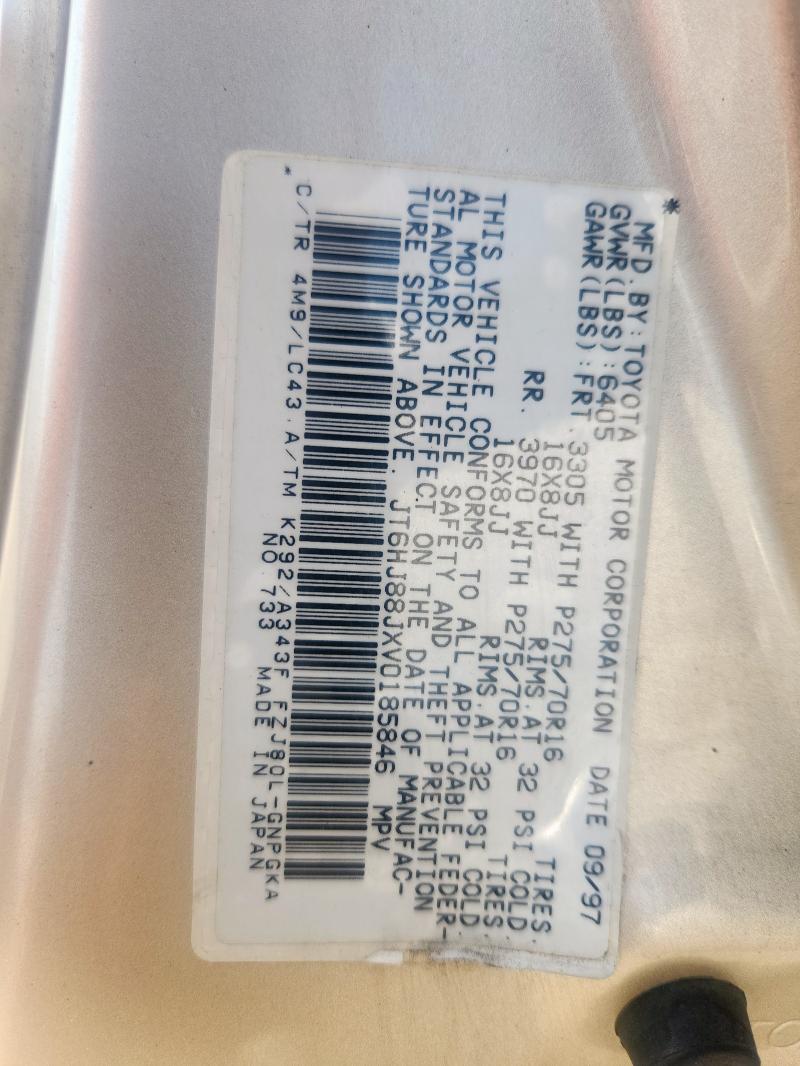 *
MFD.BY:TOYOTA MOTOR CORPORATION DATE 09/97
GVWR(LBS):6405
GAWR(LBS):FRT.3305 WITH P275/70R16 TIRES.
16X8JJ RIMS.AT 32 PSI COLD.
RR. 3970 WITH P275/70R16 TIRES.
16X8JJ RIMS.AT 32 PSI COLD.
THIS VEHICLE CONFORMS TO ALL APPLICABLE FEDER-
AL MOTOR VEHICLE SAFETY AND THEFT PREVENTION
STANDARDS IN EFFECT ON THE DATE OF MANUFAC-
TURE SHOWN ABOVE. JT6HJ88JXV0185846 MPV
* C/TR 4M9/LC43.A/TM K292/A343F FZJ80L-GNPGKA
NO.733 MADE IN JAPAN